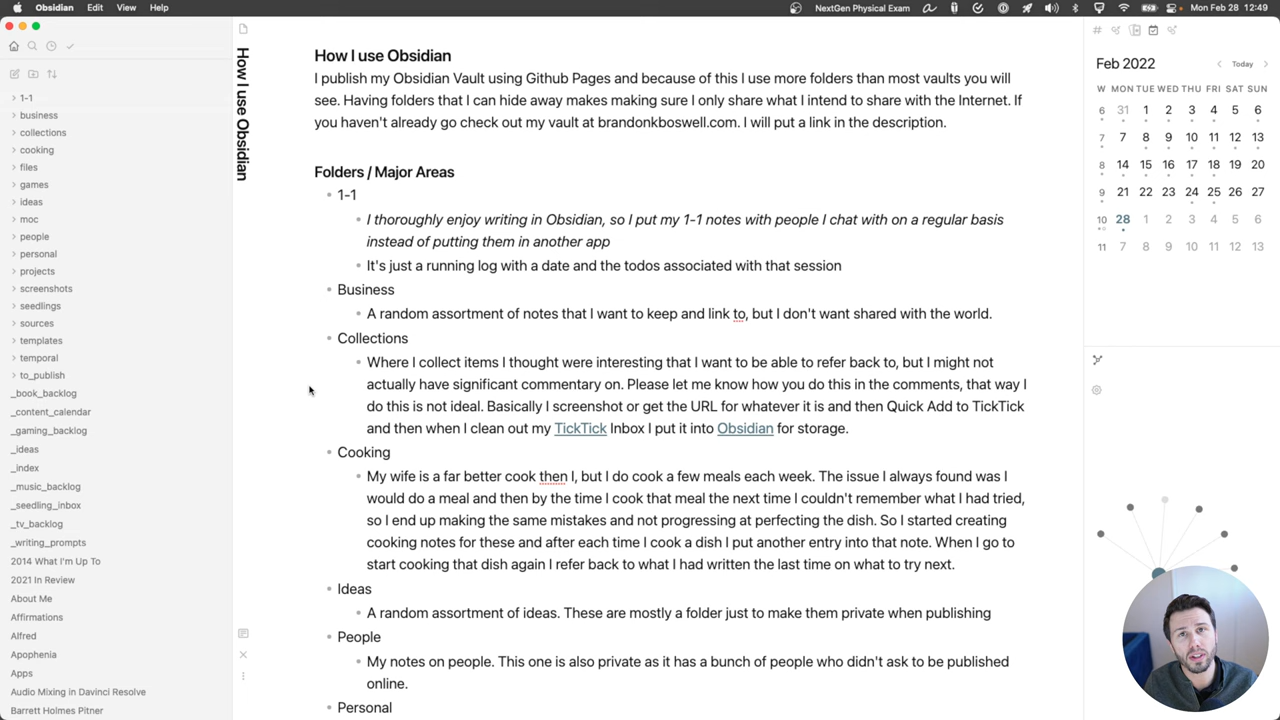 Obsidian Edit View Help
NextGen Physical Exam Mon Feb 28 12:49
1-1
business
collections
cooking
files
games
ideas
moc
people
personal
projects
screenshots
seedlings
sources
templates
temporal
to_publish
_book_backlog
_content_calendar
_gaming_backlog
_ideas
_index
_music_backlog
_seedling_inbox
_tv_backlog
_writing_prompts
2014 What I'm Up To
2021 In Review
About Me
Affirmations
Alfred
Apophenia
Apps
Audio Mixing in Davinci Resolve
Barrett Holmes Pitner
How I use Obsidian
How I use Obsidian
I publish my Obsidian Vault using Github Pages and because of this I use more folders than most vaults you will
see. Having folders that I can hide away makes making sure I only share what I intend to share with the Internet. If
you haven't already go check out my vault at brandonkboswell.com. I will put a link in the description.
Folders / Major Areas
1-1
I thoroughly enjoy writing in Obsidian, so I put my 1-1 notes with people I chat with on a regular basis
instead of putting them in another app
It's just a running log with a date and the todos associated with that session
Business
A random assortment of notes that I want to keep and link to, but I don't want shared with the world.
Collections
Where I collect items I thought were interesting that I want to be able to refer back to, but I might not
actually have significant commentary on. Please let me know how you do this in the comments, that way I
do this is not ideal. Basically I screenshot or get the URL for whatever it is and then Quick Add to TickTick
and then when I clean out my TickTick Inbox I put it into Obsidian for storage.
Cooking
My wife is a far better cook then I, but I do cook a few meals each week. The issue I always found was I
would do a meal and then by the time I cook that meal the next time I couldn't remember what I had tried,
so I end up making the same mistakes and not progressing at perfecting the dish. So I started creating
cooking notes for these and after each time I cook a dish I put another entry into that note. When I go to
start cooking that dish again I refer back to what I had written the last time on what to try next.
Ideas
A random assortment of ideas. These are mostly a folder just to make them private when publishing
People
My notes on people. This one is also private as it has a bunch of people who didn't ask to be published
online.
Personal
Feb 2022 Today
W MON TUE WED THU FRI SAT SUN
6 31 1 2 3 4 5 6
7 7 8 9 10 11 12 13
8 14 15 16 17 18 19 20
9 21 22 23 24 25 26 27
10 28 1 2 3 4 5 6
11 7 8 9 10 11 12 13